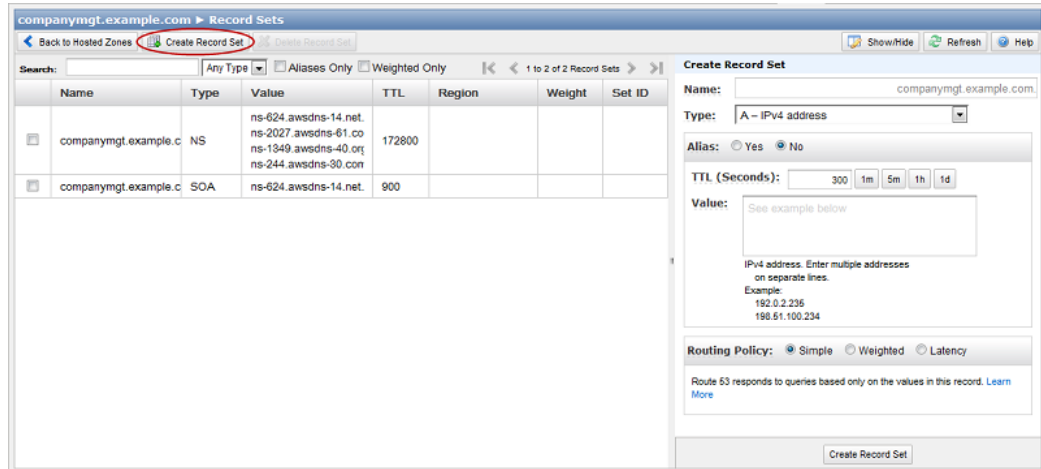 companymgt.example.com ▶ Record Sets
Back to Hosted Zones Create Record Set Delete Record Set Show/Hide Refresh Help
Search: Any Type Aliases Only Weighted Only 1 to 2 of 2 Record Sets
Name Type Value TTL Region Weight Set ID
companymgt.example.c NS 172800
ns-624.awsdns-14.net.
ns-2027.awsdns-61.co
ns-1349.awsdns-40.org
ns-244.awsdns-30.com
companymgt.example.c SOA ns-624.awsdns-14.net. 900
Create Record Set
Name: companymgt.example.com.
Type: A – IPv4 address
Alias: Yes No
TTL (Seconds): 300 1m 5m 1h 1d
Value: See example below
IPv4 address. Enter multiple addresses
on separate lines.
Example:
192.0.2.235
198.51.100.234
Routing Policy: Simple Weighted Latency
Route 53 responds to queries based only on the values in this record. Learn
More
Create Record Set